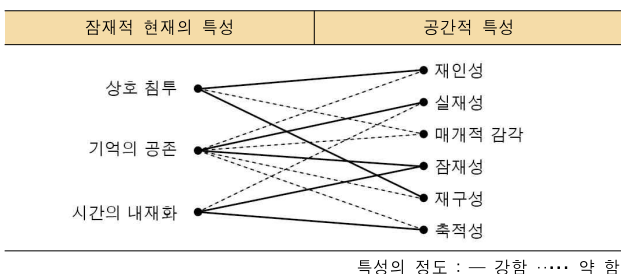 잠재적 현재의 특성 공간적 특성
상호 침투
기억의 공존
시간의 내재화
재인성
실재성
매개적 감각
잠재성
재구성
축적성
특성의 정도 : — 강함 ····· 약 함